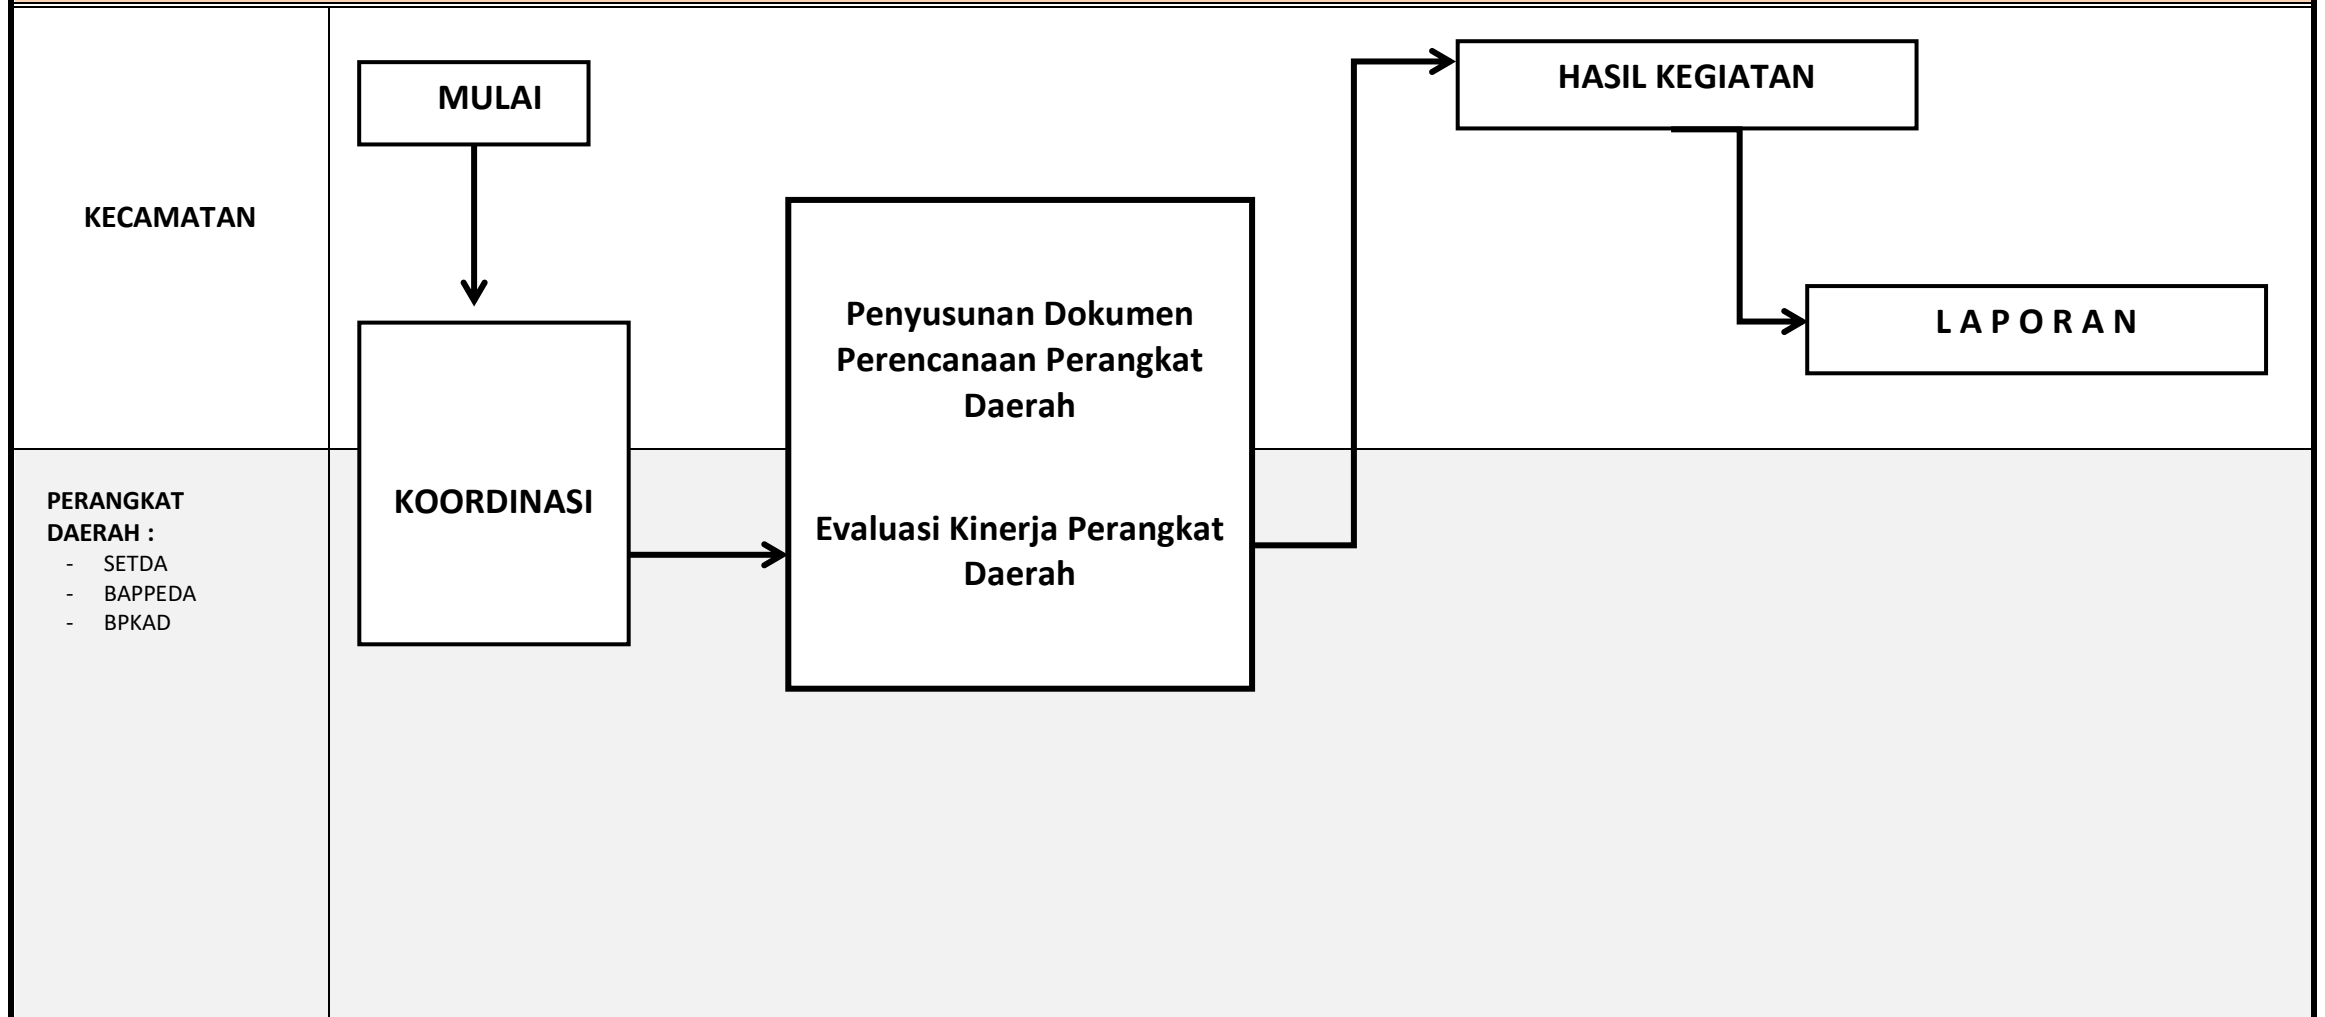 MULAI
HASIL KEGIATAN
KECAMATAN
Penyusunan Dokumen
Perencanaan Perangkat
Daerah
L A P O R A N
KOORDINASI
Evaluasi Kinerja Perangkat
Daerah
PERANGKAT
DAERAH :
- SETDA
- BAPPEDA
- BPKAD